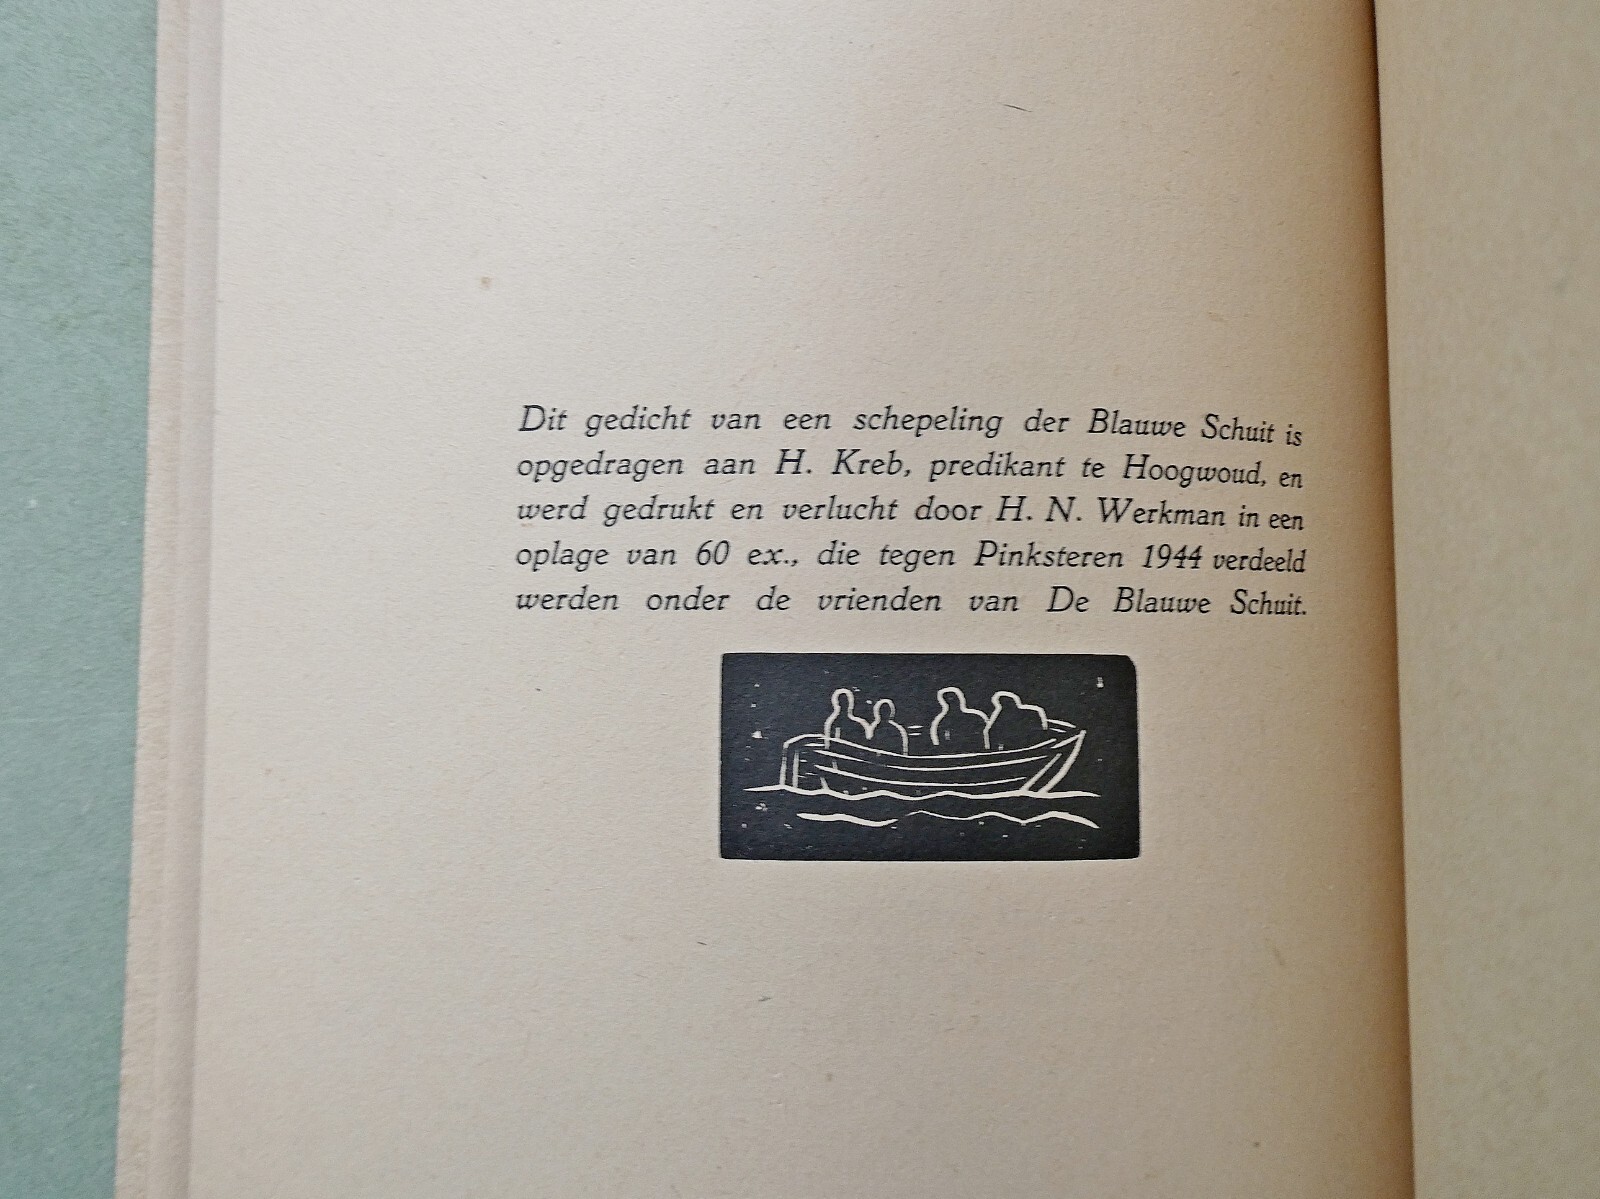 Dit gedicht van een schepeling der Blauwe Schuit is
opgedragen aan H. Kreb, predikant te Hoogwoud, en
werd gedrukt en verlucht door H. N. Werkman in een
oplage van 60 ex., die tegen Pinksteren 1944 verdeeld
werden onder de vrienden van De Blauwe Schuit.